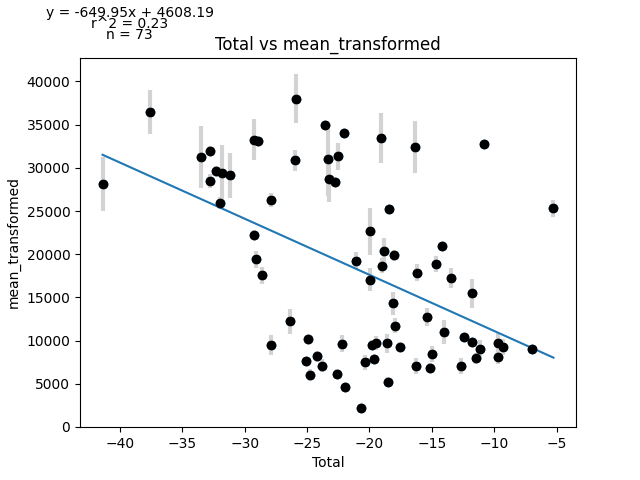 y = -649.95x + 4608.19
r^2 = 0.23
n = 73
Total vs mean_transformed
40000
35000
30000
25000
20000
15000
10000
5000
0
mean_transformed
−40
−35
−30
−25
−20
−15
−10
−5
Total